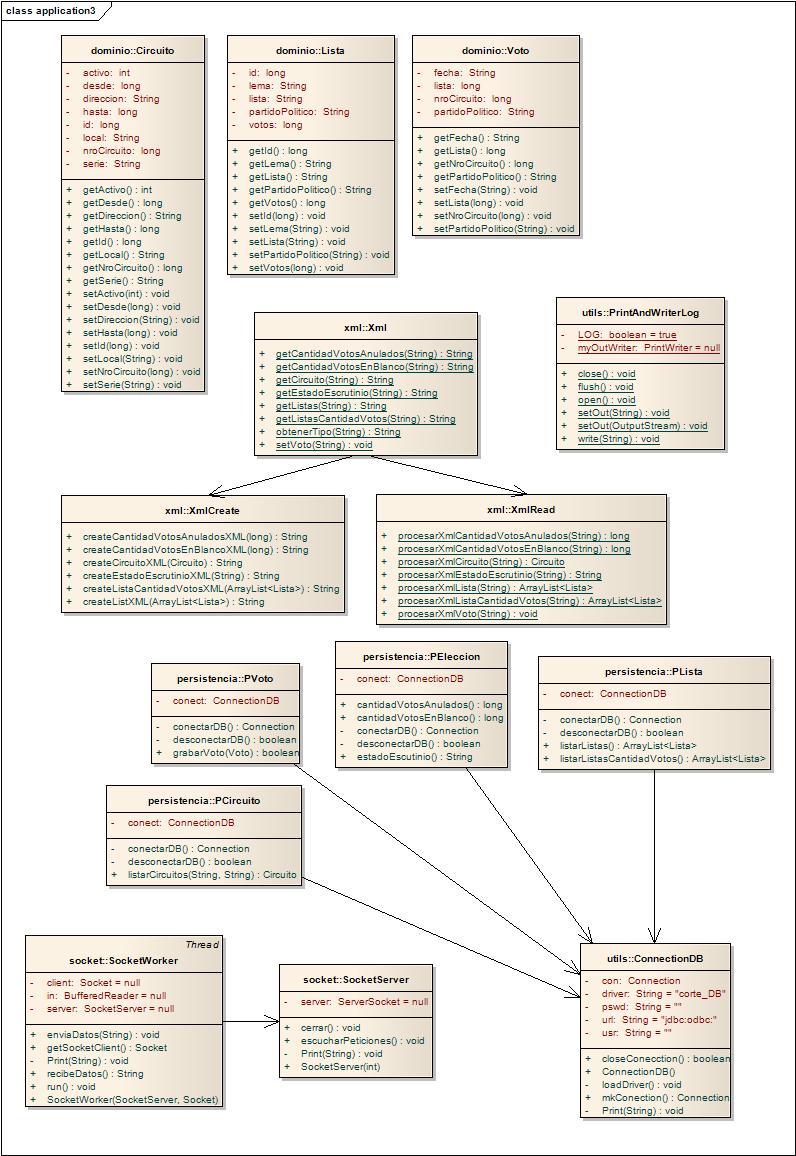 class application3
dominio::Circuito
- activo: int
- desde: long
- direccion: String
- hasta: long
- id: long
- local: String
- nroCircuito: long
- serie: String
+ getActivo() : int
+ getDesde() : long
+ getDireccion() : String
+ getHasta() : long
+ getId() : long
+ getLocal() : String
+ getNroCircuito() : long
+ getSerie() : String
+ setActivo(int) : void
+ setDesde(long) : void
+ setDireccion(String) : void
+ setHasta(long) : void
+ setId(long) : void
+ setLocal(String) : void
+ setNroCircuito(long) : void
+ setSerie(String) : void
dominio::Lista
- id: long
- lema: String
- lista: String
- partidoPolitico: String
- votos: long
+ getId() : long
+ getLema() : String
+ getLista() : String
+ getPartidoPolitico() : String
+ getVotos() : long
+ setId(long) : void
+ setLema(String) : void
+ setLista(String) : void
+ setPartidoPolitico(String) : void
+ setVotos(long) : void
dominio::Voto
- fecha: String
- lista: long
- nroCircuito: long
- partidoPolitico: String
+ getFecha() : String
+ getLista() : long
+ getNroCircuito() : long
+ getPartidoPolitico() : String
+ setFecha(String) : void
+ setLista(long) : void
+ setNroCircuito(long) : void
+ setPartidoPolitico(String) : void
xml::Xml
+ getCantidadVotosAnulados(String) : String
+ getCantidadVotosEnBlanco(String) : String
+ getCircuito(String) : String
+ getEstadoEscrutinio(String) : String
+ getListas(String) : String
+ getListasCantidadVotos(String) : String
+ obtenerTipo(String) : String
+ setVoto(String) : void
utils::PrintAndWriterLog
- LOG: boolean = true
- myOutWriter: PrintWriter = null
+ close() : void
+ flush() : void
+ open() : void
+ setOut(String) : void
+ setOut(OutputStream) : void
+ write(String) : void
xml::XmlCreate
+ createCantidadVotosAnuladosXML(long) : String
+ createCantidadVotosEnBlancoXML(long) : String
+ createCircuitoXML(Circuito) : String
+ createEstadoEscrutinioXML(String) : String
+ createListaCantidadVotosXML(ArrayList<Lista>) : String
+ createListXML(ArrayList<Lista>) : String
xml::XmlRead
+ procesarXmlCantidadVotosAnulados(String) : long
+ procesarXmlCantidadVotosEnBlanco(String) : long
+ procesarXmlCircuito(String) : Circuito
+ procesarXmlEstadoEscrutinio(String) : String
+ procesarXmlLista(String) : ArrayList<Lista>
+ procesarXmlListaCantidadVotos(String) : ArrayList<Lista>
+ procesarXmlVoto(String) : void
persistencia::PVoto
- conect: ConnectionDB
- conectarDB() : Connection
- desconectarDB() : boolean
+ grabarVoto(Voto) : boolean
persistencia::PEleccion
- conect: ConnectionDB
+ cantidadVotosAnulados() : long
+ cantidadVotosEnBlanco() : long
- conectarDB() : Connection
- desconectarDB() : boolean
+ estadoEscutinio() : String
persistencia::PLista
- conect: ConnectionDB
- conectarDB() : Connection
- desconectarDB() : boolean
+ listarListas() : ArrayList<Lista>
+ listarListasCantidadVotos() : ArrayList<Lista>
persistencia::PCircuito
- conect: ConnectionDB
- conectarDB() : Connection
- desconectarDB() : boolean
+ listarCircuitos(String, String) : Circuito
Thread
socket::SocketWorker
- client: Socket = null
- in: BufferedReader = null
- server: SocketServer = null
+ enviaDatos(String) : void
+ getSocketClient() : Socket
- Print(String) : void
+ recibeDatos() : String
+ run() : void
+ SocketWorker(SocketServer, Socket)
socket::SocketServer
- server: ServerSocket = null
+ cerrar() : void
+ escucharPeticiones() : void
- Print(String) : void
+ SocketServer(int)
utils::ConnectionDB
- con: Connection
- driver: String = "corte_DB"
- pswd: String = ""
- url: String = "jdbc:odbc:"
- usr: String = ""
+ closeConecction() : boolean
+ ConnectionDB()
- loadDriver() : void
+ mkConection() : Connection
- Print(String) : void